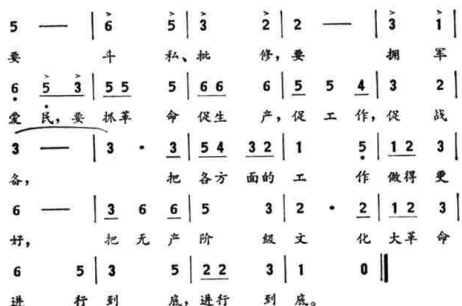 5 — | 6 5 | 3 2 | 2 — | 3 1 |
要 斗 私、批 修，要 拥 军
6 5 3 | 5 5 5 | 6 6 6 | 5 5 4 | 3 2 |
爱 民，要 抓革 命 促生 产，促 工 作，促 战
3 — | 3 · 3 | 5 4 3 2 | 1 5 | 1 2 3 |
备， 把 各方 面的 工 作 做得 更
6 — | 3 6 6 | 5 3 | 2 · 2 | 1 2 3 |
好， 把 无 产 阶 级 文 化 大革 命
6 5 | 3 5 | 2 2 3 | 1 0 ‖
进 行 到 底，进行 到 底。